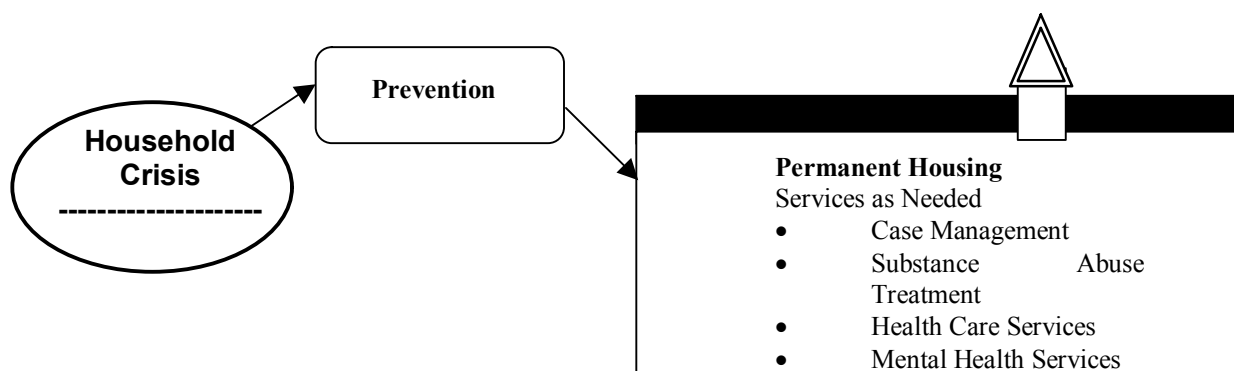 Prevention
Household
Crisis
---------------------
Permanent Housing
Services as Needed
• Case Management
• Substance Abuse
Treatment
• Health Care Services
• Mental Health Services